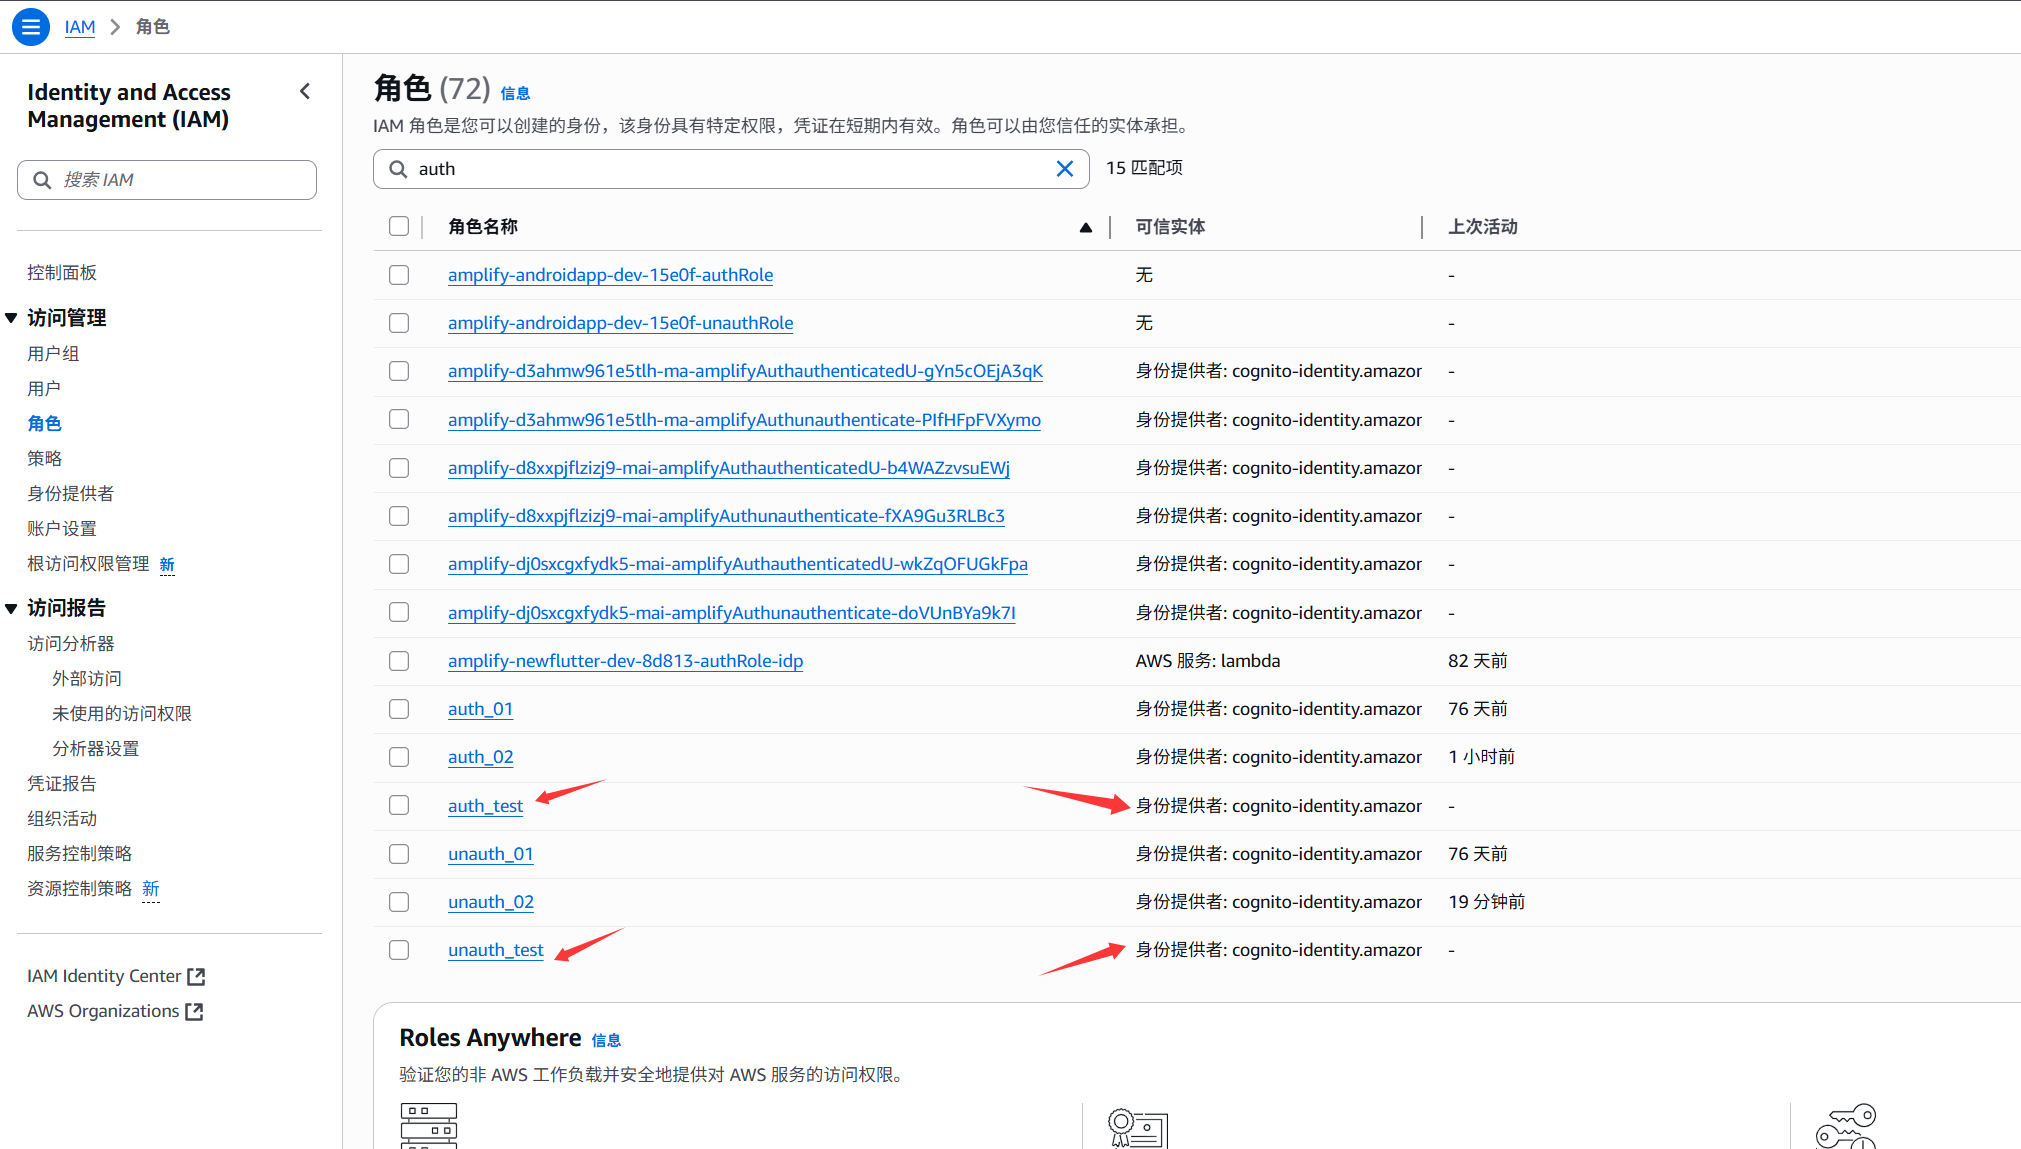 IAM > 角色
Identity and Access
Management (IAM)
搜索 IAM
控制面板
访问管理
用户组
用户
角色
策略
身份提供者
账户设置
根访问权限管理 新
访问报告
访问分析器
外部访问
未使用的访问权限
分析器设置
凭证报告
组织活动
服务控制策略
资源控制策略 新
IAM Identity Center
AWS Organizations
角色 (72) 信息
IAM 角色是您可以创建的身份，该身份具有特定权限，凭证在短期内有效。角色可以由您信任的实体承担。
auth 15 匹配项
角色名称 可信实体 上次活动
amplify-androidapp-dev-15e0f-authRole 无 -
amplify-androidapp-dev-15e0f-unauthRole 无 -
amplify-d3ahmw961e5tlh-ma-amplifyAuthauthenticatedU-gYn5cOEjA3qK 身份提供者: cognito-identity.amazor -
amplify-d3ahmw961e5tlh-ma-amplifyAuthunauthenticate-PIfHFpFVXymo 身份提供者: cognito-identity.amazor -
amplify-d8xxpjflzizj9-mai-amplifyAuthauthenticatedU-b4WAZzvsuEWj 身份提供者: cognito-identity.amazor -
amplify-d8xxpjflzizj9-mai-amplifyAuthunauthenticate-fXA9Gu3RLBc3 身份提供者: cognito-identity.amazor -
amplify-dj0sxcgxfydk5-mai-amplifyAuthauthenticatedU-wkZqOFUGkFpa 身份提供者: cognito-identity.amazor -
amplify-dj0sxcgxfydk5-mai-amplifyAuthunauthenticate-doVUnBYa9k7I 身份提供者: cognito-identity.amazor -
amplify-newflutter-dev-8d813-authRole-idp AWS 服务: lambda 82 天前
auth_01 身份提供者: cognito-identity.amazor 76 天前
auth_02 身份提供者: cognito-identity.amazor 1 小时前
auth_test 身份提供者: cognito-identity.amazor -
unauth_01 身份提供者: cognito-identity.amazor 76 天前
unauth_02 身份提供者: cognito-identity.amazor 19 分钟前
unauth_test 身份提供者: cognito-identity.amazor -
Roles Anywhere 信息
验证您的非 AWS 工作负载并安全地提供对 AWS 服务的访问权限。